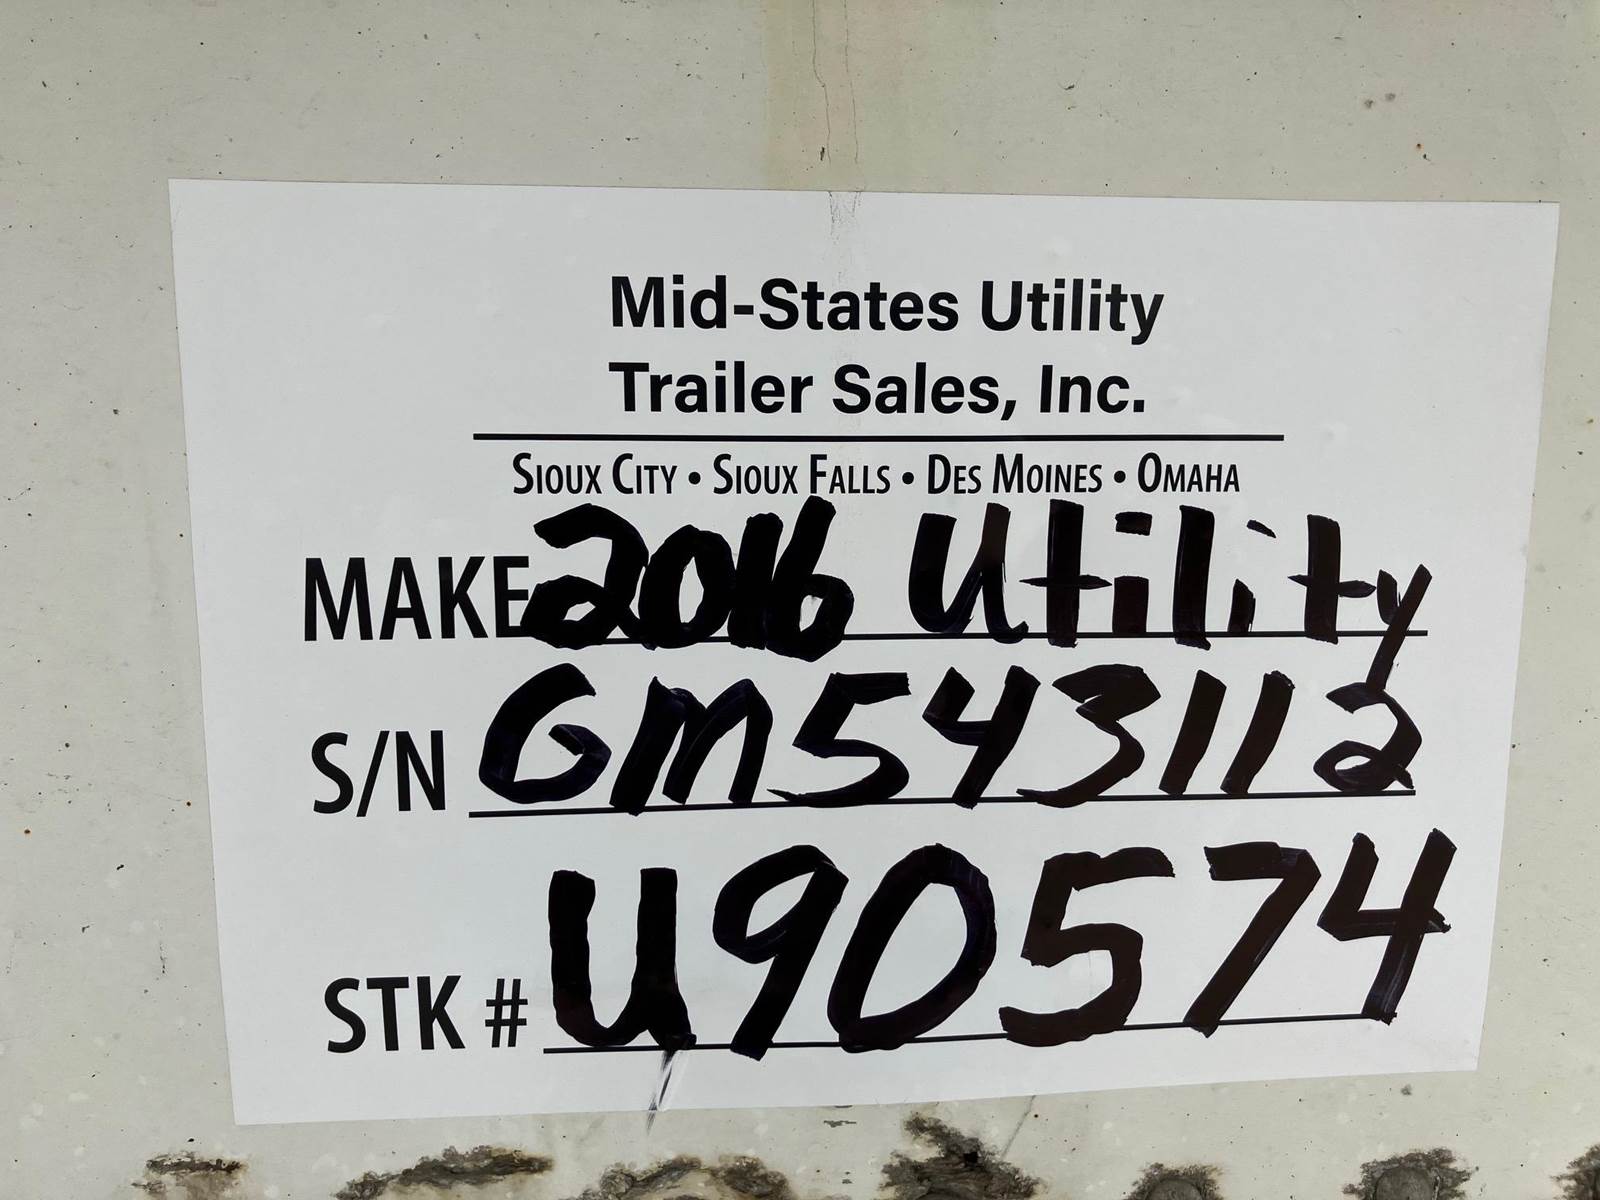 Mid-States Utility
Trailer Sales, Inc.
SIOUX CITY • SIOUX FALLS • DES MOINES • OMAHA
MAKE 2016 Utility
S/N GM543112
STK # U90574